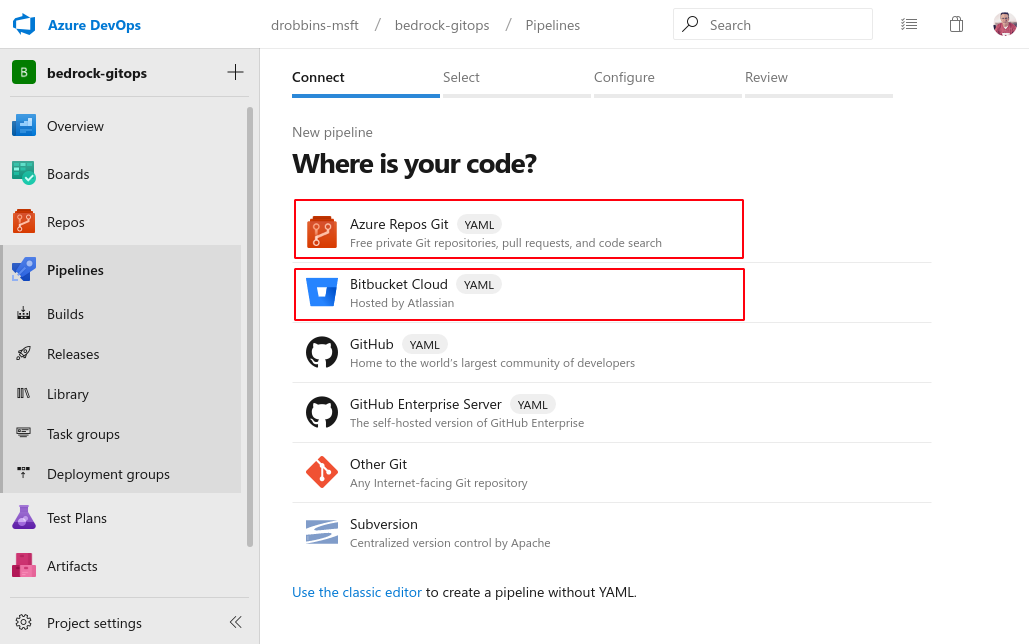 Azure DevOps
drobbins-msft / bedrock-gitops / Pipelines
Search
B bedrock-gitops
Overview
Boards
Repos
Pipelines
Builds
Releases
Library
Task groups
Deployment groups
Test Plans
Artifacts
Project settings
Connect Select Configure Review
New pipeline
Where is your code?
Azure Repos Git YAML
Free private Git repositories, pull requests, and code search
Bitbucket Cloud YAML
Hosted by Atlassian
GitHub YAML
Home to the world's largest community of developers
GitHub Enterprise Server YAML
The self-hosted version of GitHub Enterprise
Other Git
Any Internet-facing Git repository
Subversion
Centralized version control by Apache
Use the classic editor to create a pipeline without YAML.